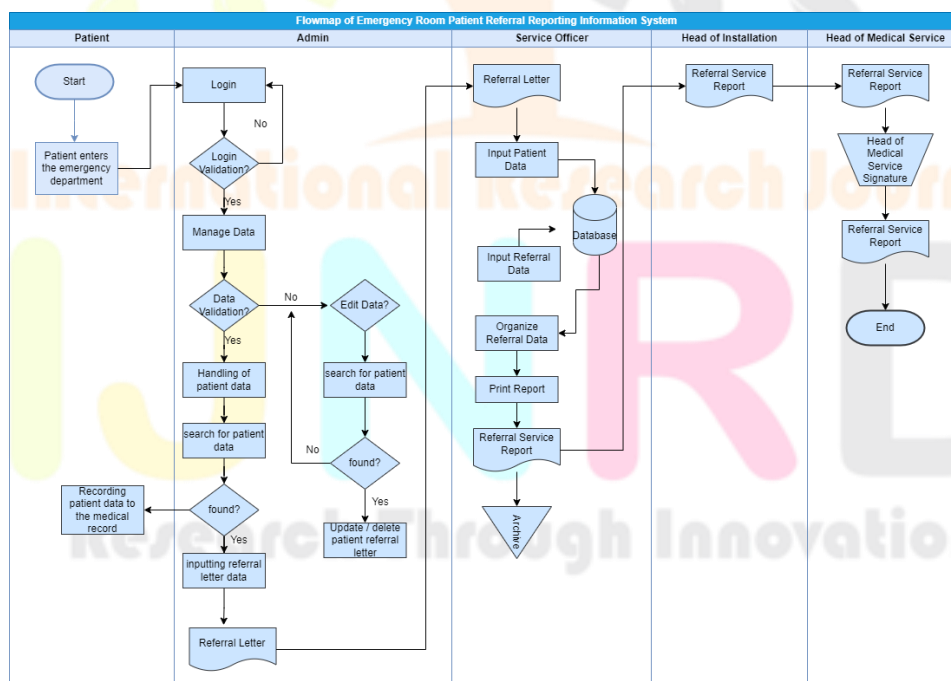 Flowmap of Emergency Room Patient Referral Reporting Information System
Patient
Admin
Service Officer
Head of Installation
Head of Medical Service
Start
Patient enters
the emergency
department
Login
No
Login
Validation?
Yes
Manage Data
Data
Validation?
No
Yes
Edit Data?
Handling of
patient data
search for patient
data
found?
Yes
Recording
patient data to
the medical
record
inputting referral
letter data
Referral Letter
search for patient
data
No
found?
Yes
Update / delete
patient referral
letter
Referral Letter
Input Patient
Data
Database
Input Referral
Data
Organize
Referral Data
Print Report
Referral Service
Report
Archive
Referral Service
Report
Referral Service
Report
Head of
Medical
Service
Signature
Referral Service
Report
End
International Research Jour
IJNRD
Research Through Innovatio